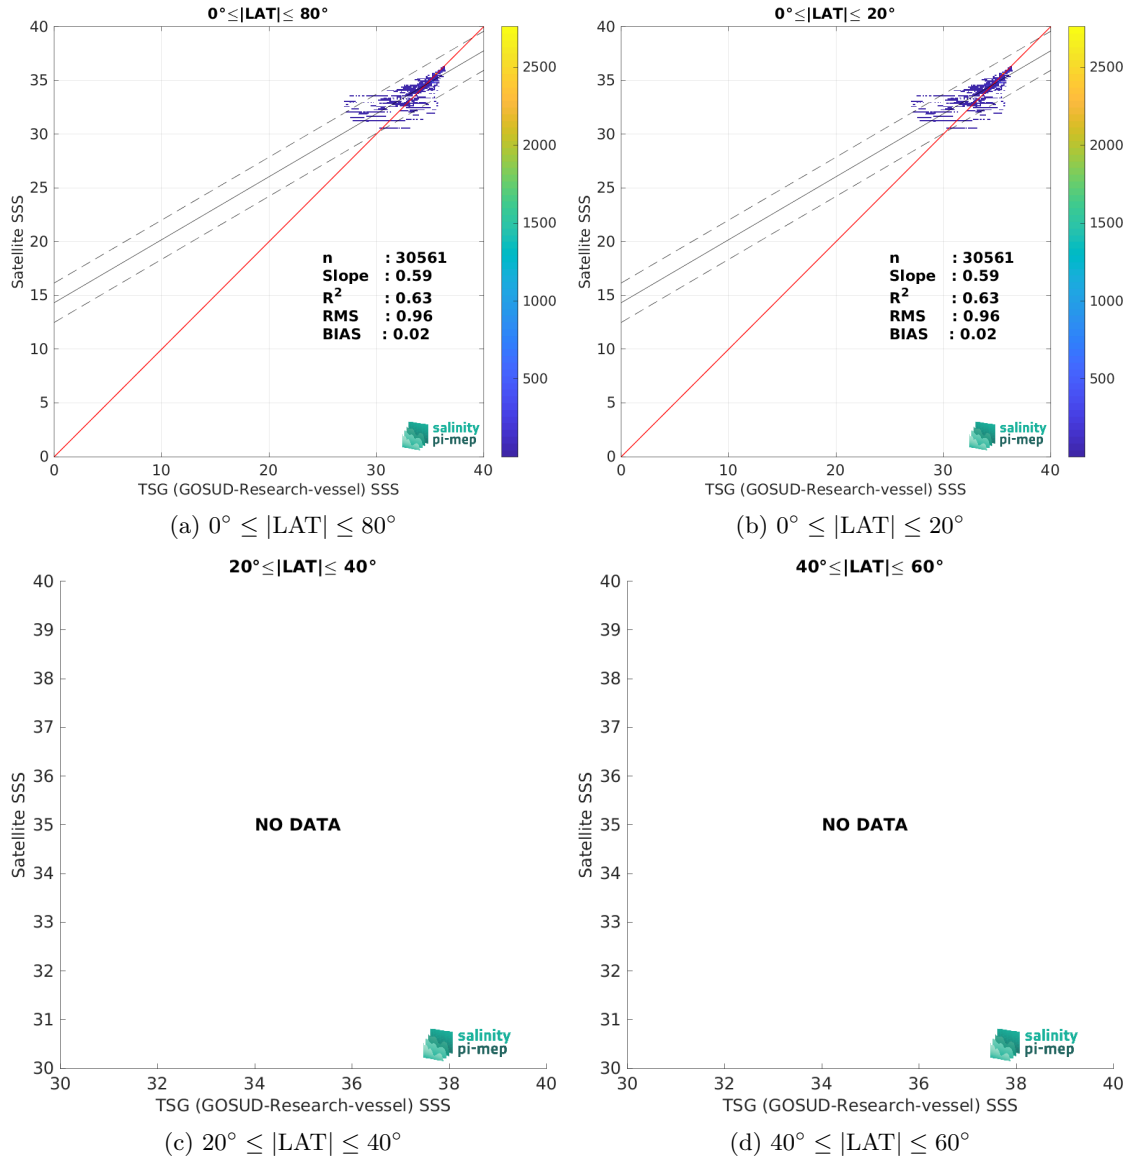 0°≤|LAT|≤ 80°
40
35
30
25
20
15
10
5
0
Satellite SSS
n : 30561
Slope : 0.59
R² : 0.63
RMS : 0.96
BIAS : 0.02
salinity
pi-mep
0 10 20 30 40
TSG (GOSUD-Research-vessel) SSS
2500
2000
1500
1000
500
(a) 0° ≤ |LAT| ≤ 80°
0°≤|LAT|≤ 20°
40
35
30
25
20
15
10
5
0
Satellite SSS
n : 30561
Slope : 0.59
R² : 0.63
RMS : 0.96
BIAS : 0.02
salinity
pi-mep
0 10 20 30 40
TSG (GOSUD-Research-vessel) SSS
2500
2000
1500
1000
500
(b) 0° ≤ |LAT| ≤ 20°
20°≤|LAT|≤ 40°
40
39
38
37
36
35
34
33
32
31
30
Satellite SSS
NO DATA
salinity
pi-mep
30 32 34 36 38 40
TSG (GOSUD-Research-vessel) SSS
(c) 20° ≤ |LAT| ≤ 40°
40°≤|LAT|≤ 60°
40
39
38
37
36
35
34
33
32
31
30
Satellite SSS
NO DATA
salinity
pi-mep
30 32 34 36 38 40
TSG (GOSUD-Research-vessel) SSS
(d) 40° ≤ |LAT| ≤ 60°